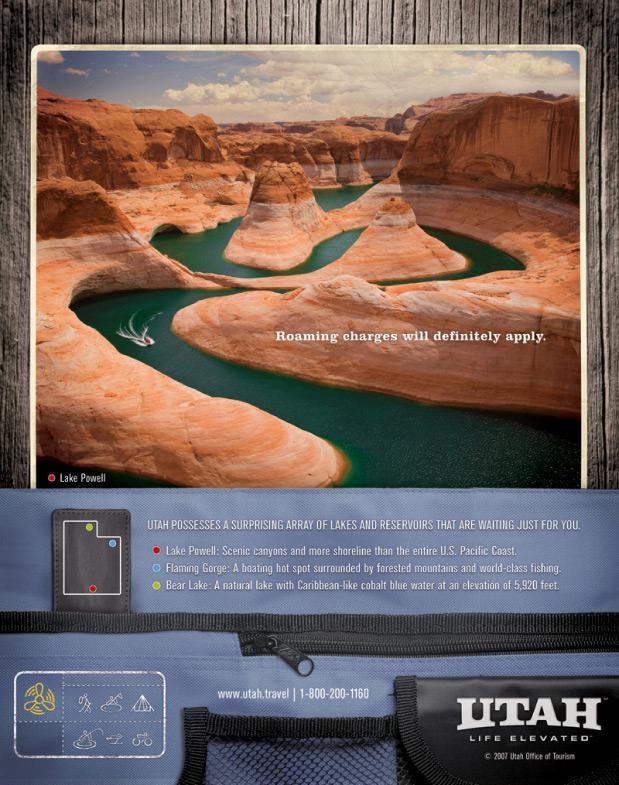 Roaming charges will definitely apply.
Lake Powell
UTAH POSSESSES A SURPRISING ARRAY OF LAKES AND RESERVOIRS THAT ARE WAITING JUST FOR YOU.
Lake Powell: Scenic canyons and more shoreline than the entire U.S. Pacific Coast.
Flaming Gorge: A boating hot spot surrounded by forested mountains and world-class fishing.
Bear Lake: A natural lake with Caribbean-like cobalt blue water at an elevation of 5,920 feet.
www.utah.travel | 1-800-200-1160
UTAH™
LIFE ELEVATED™
© 2007 Utah Office of Tourism